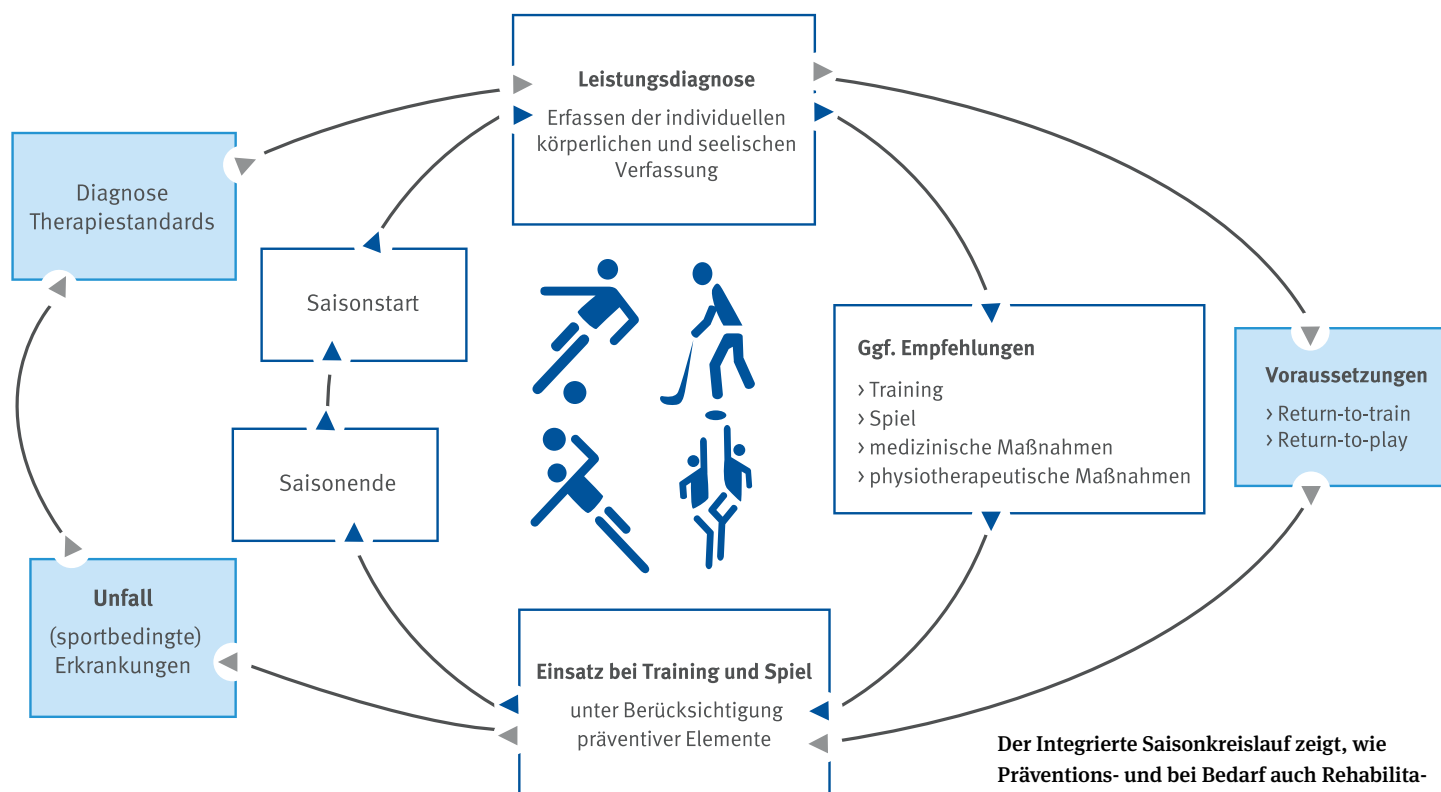 Leistungsdiagnose
Erfassen der individuellen
körperlichen und seelischen
Verfassung
Diagnose
Therapiestandards
Saisonstart
Ggf. Empfehlungen
› Training
› Spiel
› medizinische Maßnahmen
› physiotherapeutische Maßnahmen
Voraussetzungen
› Return-to-train
› Return-to-play
Saisonende
Unfall
(sportbedingte)
Erkrankungen
Einsatz bei Training und Spiel
unter Berücksichtigung
präventiver Elemente
Der Integrierte Saisonkreislauf zeigt, wie
Präventions- und bei Bedarf auch Rehabilita-